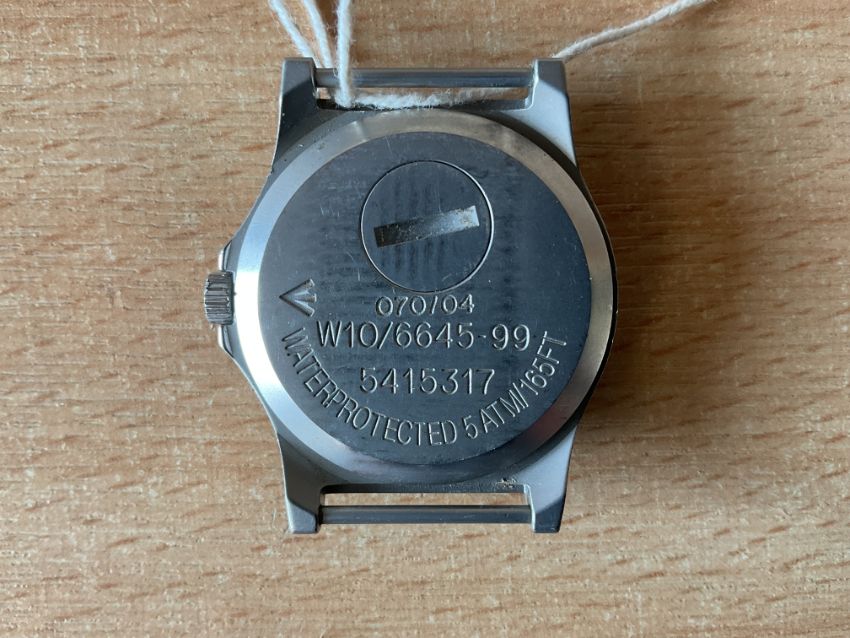 070/04
W10/6645-99
5415317
WATERPROTECTED 5 ATM/165FT